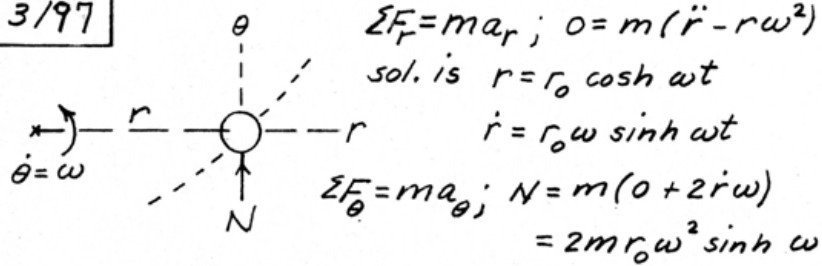 3/97
ΣF_r = ma_r ; 0 = m(r̈ - rω²)
sol. is r = r₀ cosh ωt
ṙ = r₀ω sinh ωt
θ
r
r
θ̇ = ω
N
ΣF_θ = ma_θ ; N = m(0 + 2ṙω)
= 2mr₀ω² sinh ω